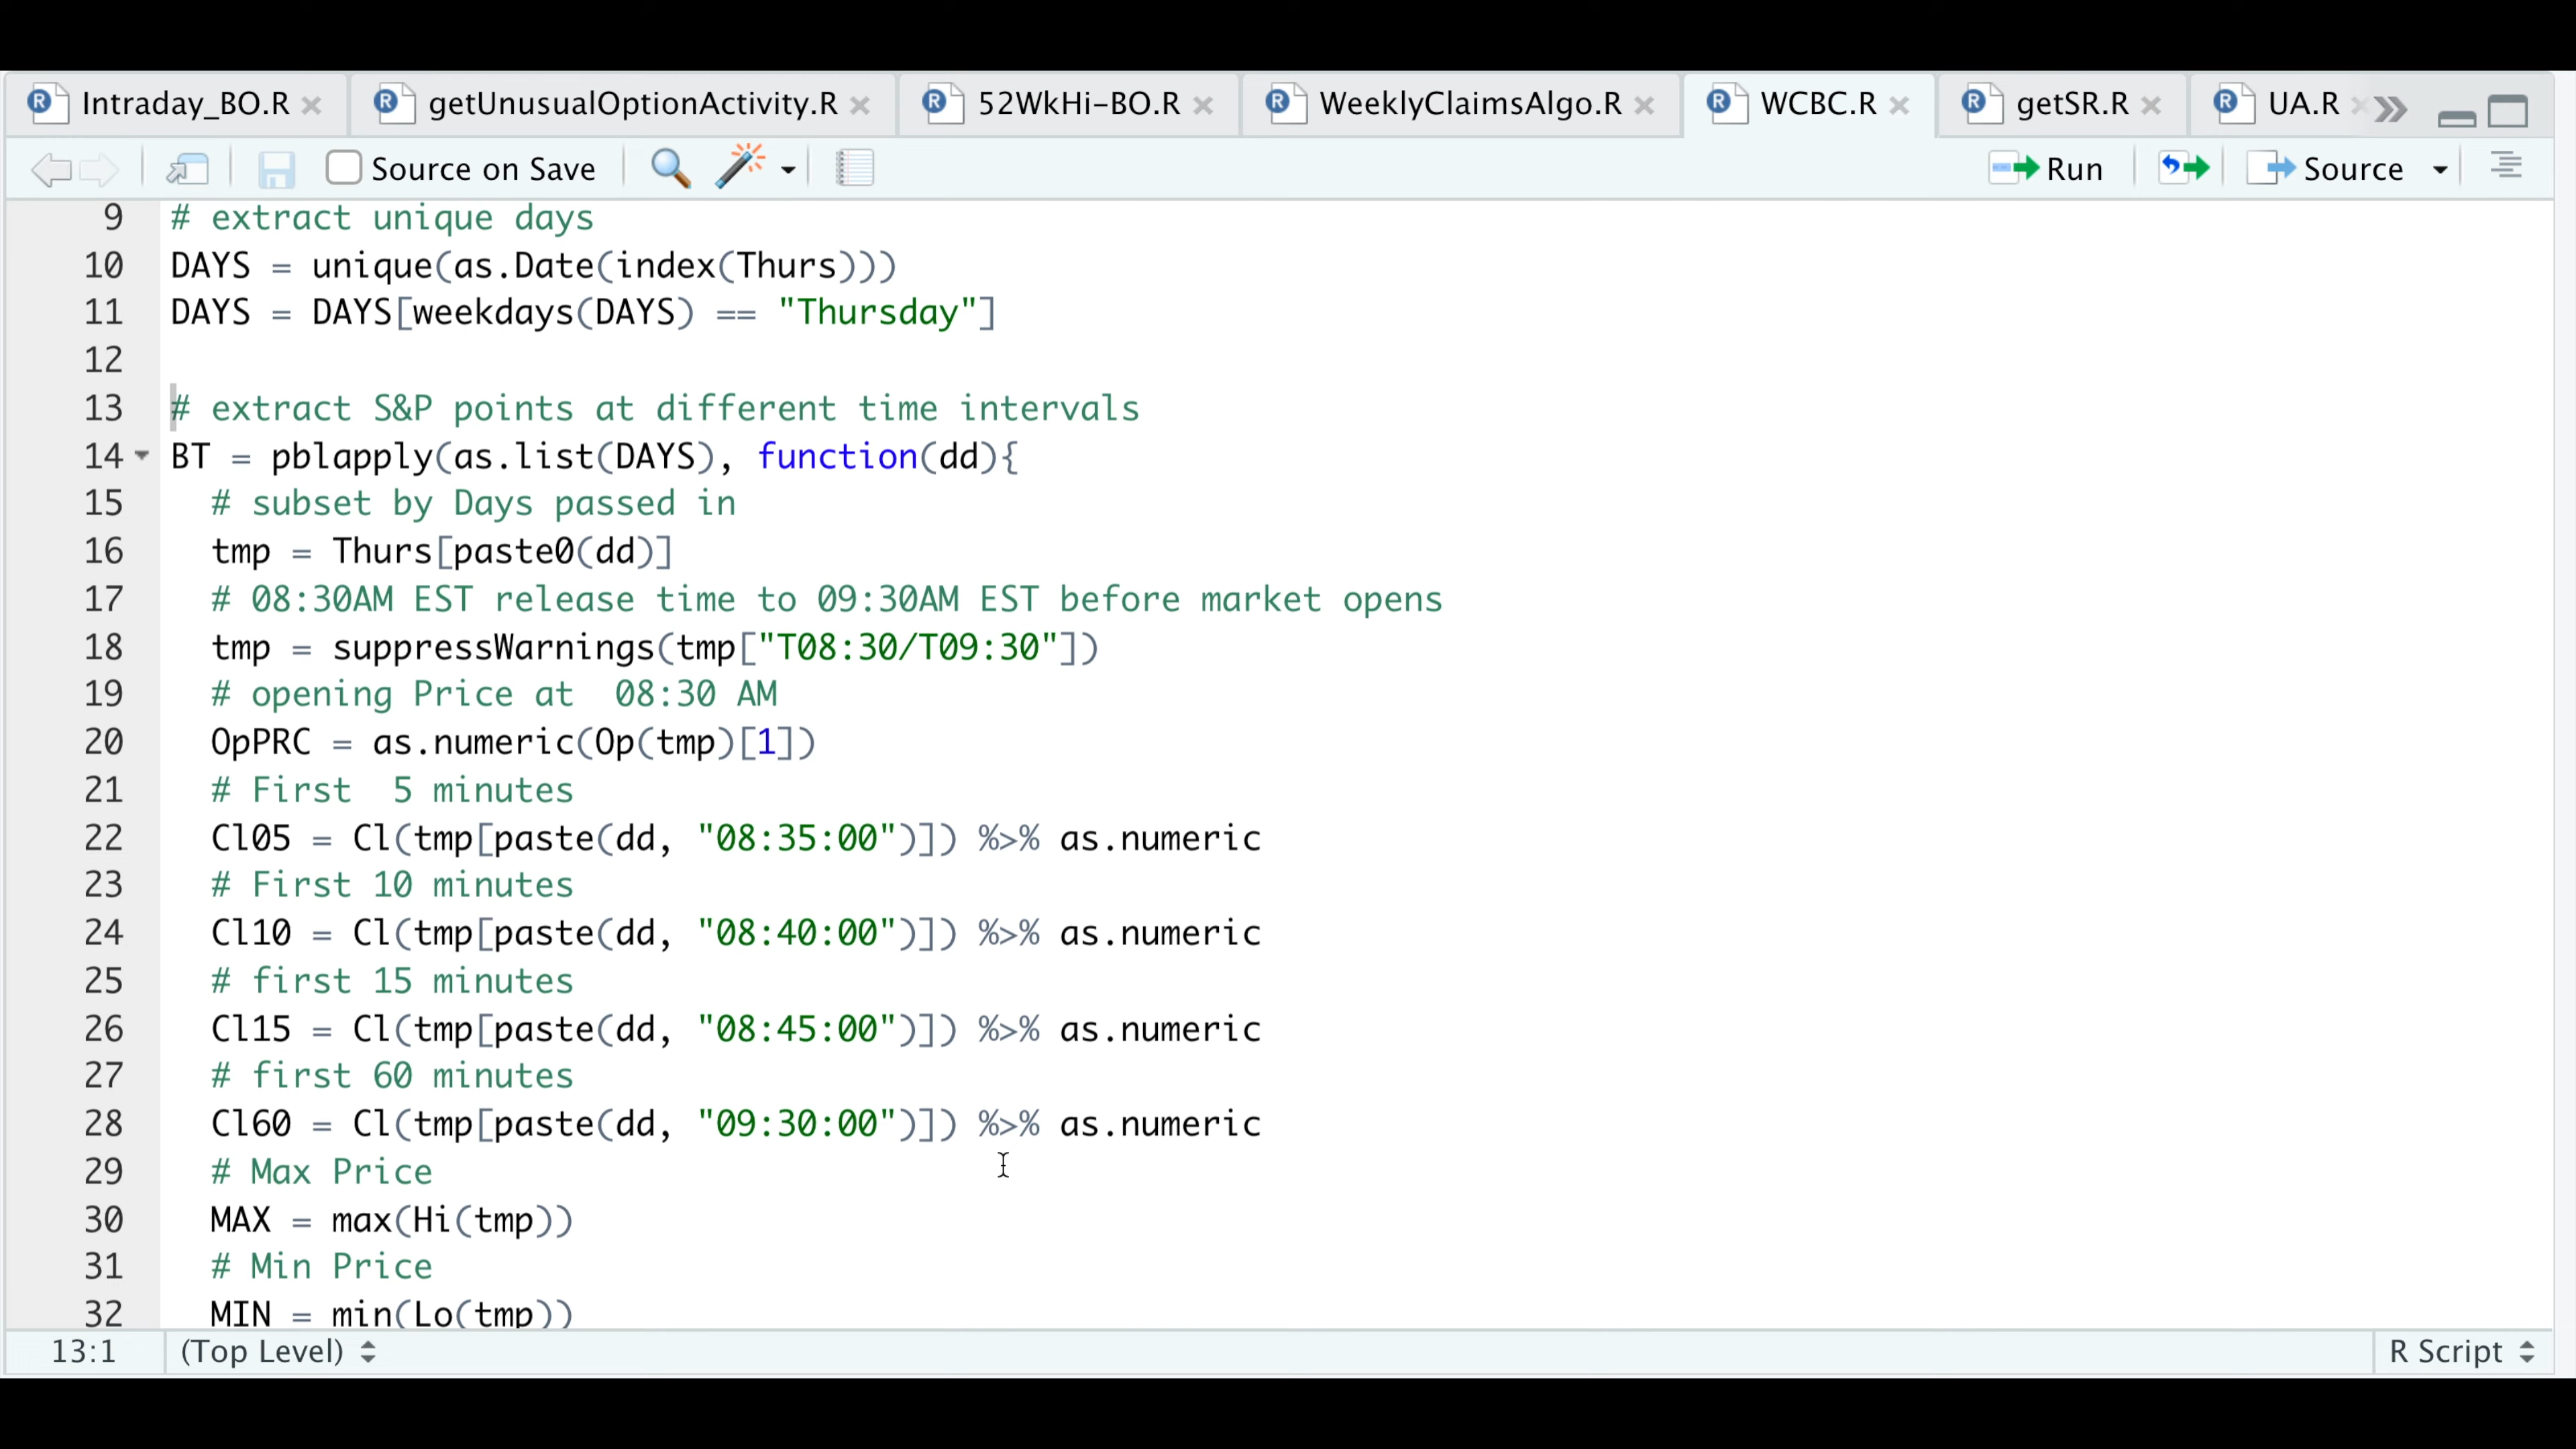 Intraday_BO.R getUnusualOptionActivity.R 52WkHi-BO.R WeeklyClaimsAlgo.R WCBC.R getSR.R UA.R
Source on Save Run Source
9 # extract unique days
10 DAYS = unique(as.Date(index(Thurs)))
11 DAYS = DAYS[weekdays(DAYS) == "Thursday"]
12
13 # extract S&P points at different time intervals
14 BT = pblapply(as.list(DAYS), function(dd){
15   # subset by Days passed in
16   tmp = Thurs[paste0(dd)]
17   # 08:30AM EST release time to 09:30AM EST before market opens
18   tmp = suppressWarnings(tmp["T08:30/T09:30"])
19   # opening Price at  08:30 AM
20   OpPRC = as.numeric(Op(tmp)[1])
21   # First  5 minutes
22   Cl05 = Cl(tmp[paste(dd, "08:35:00")]) %>% as.numeric
23   # First 10 minutes
24   Cl10 = Cl(tmp[paste(dd, "08:40:00")]) %>% as.numeric
25   # first 15 minutes
26   Cl15 = Cl(tmp[paste(dd, "08:45:00")]) %>% as.numeric
27   # first 60 minutes
28   Cl60 = Cl(tmp[paste(dd, "09:30:00")]) %>% as.numeric
29   # Max Price
30   MAX = max(Hi(tmp))
31   # Min Price
32   MIN = min(Lo(tmp))
13:1 (Top Level) R Script